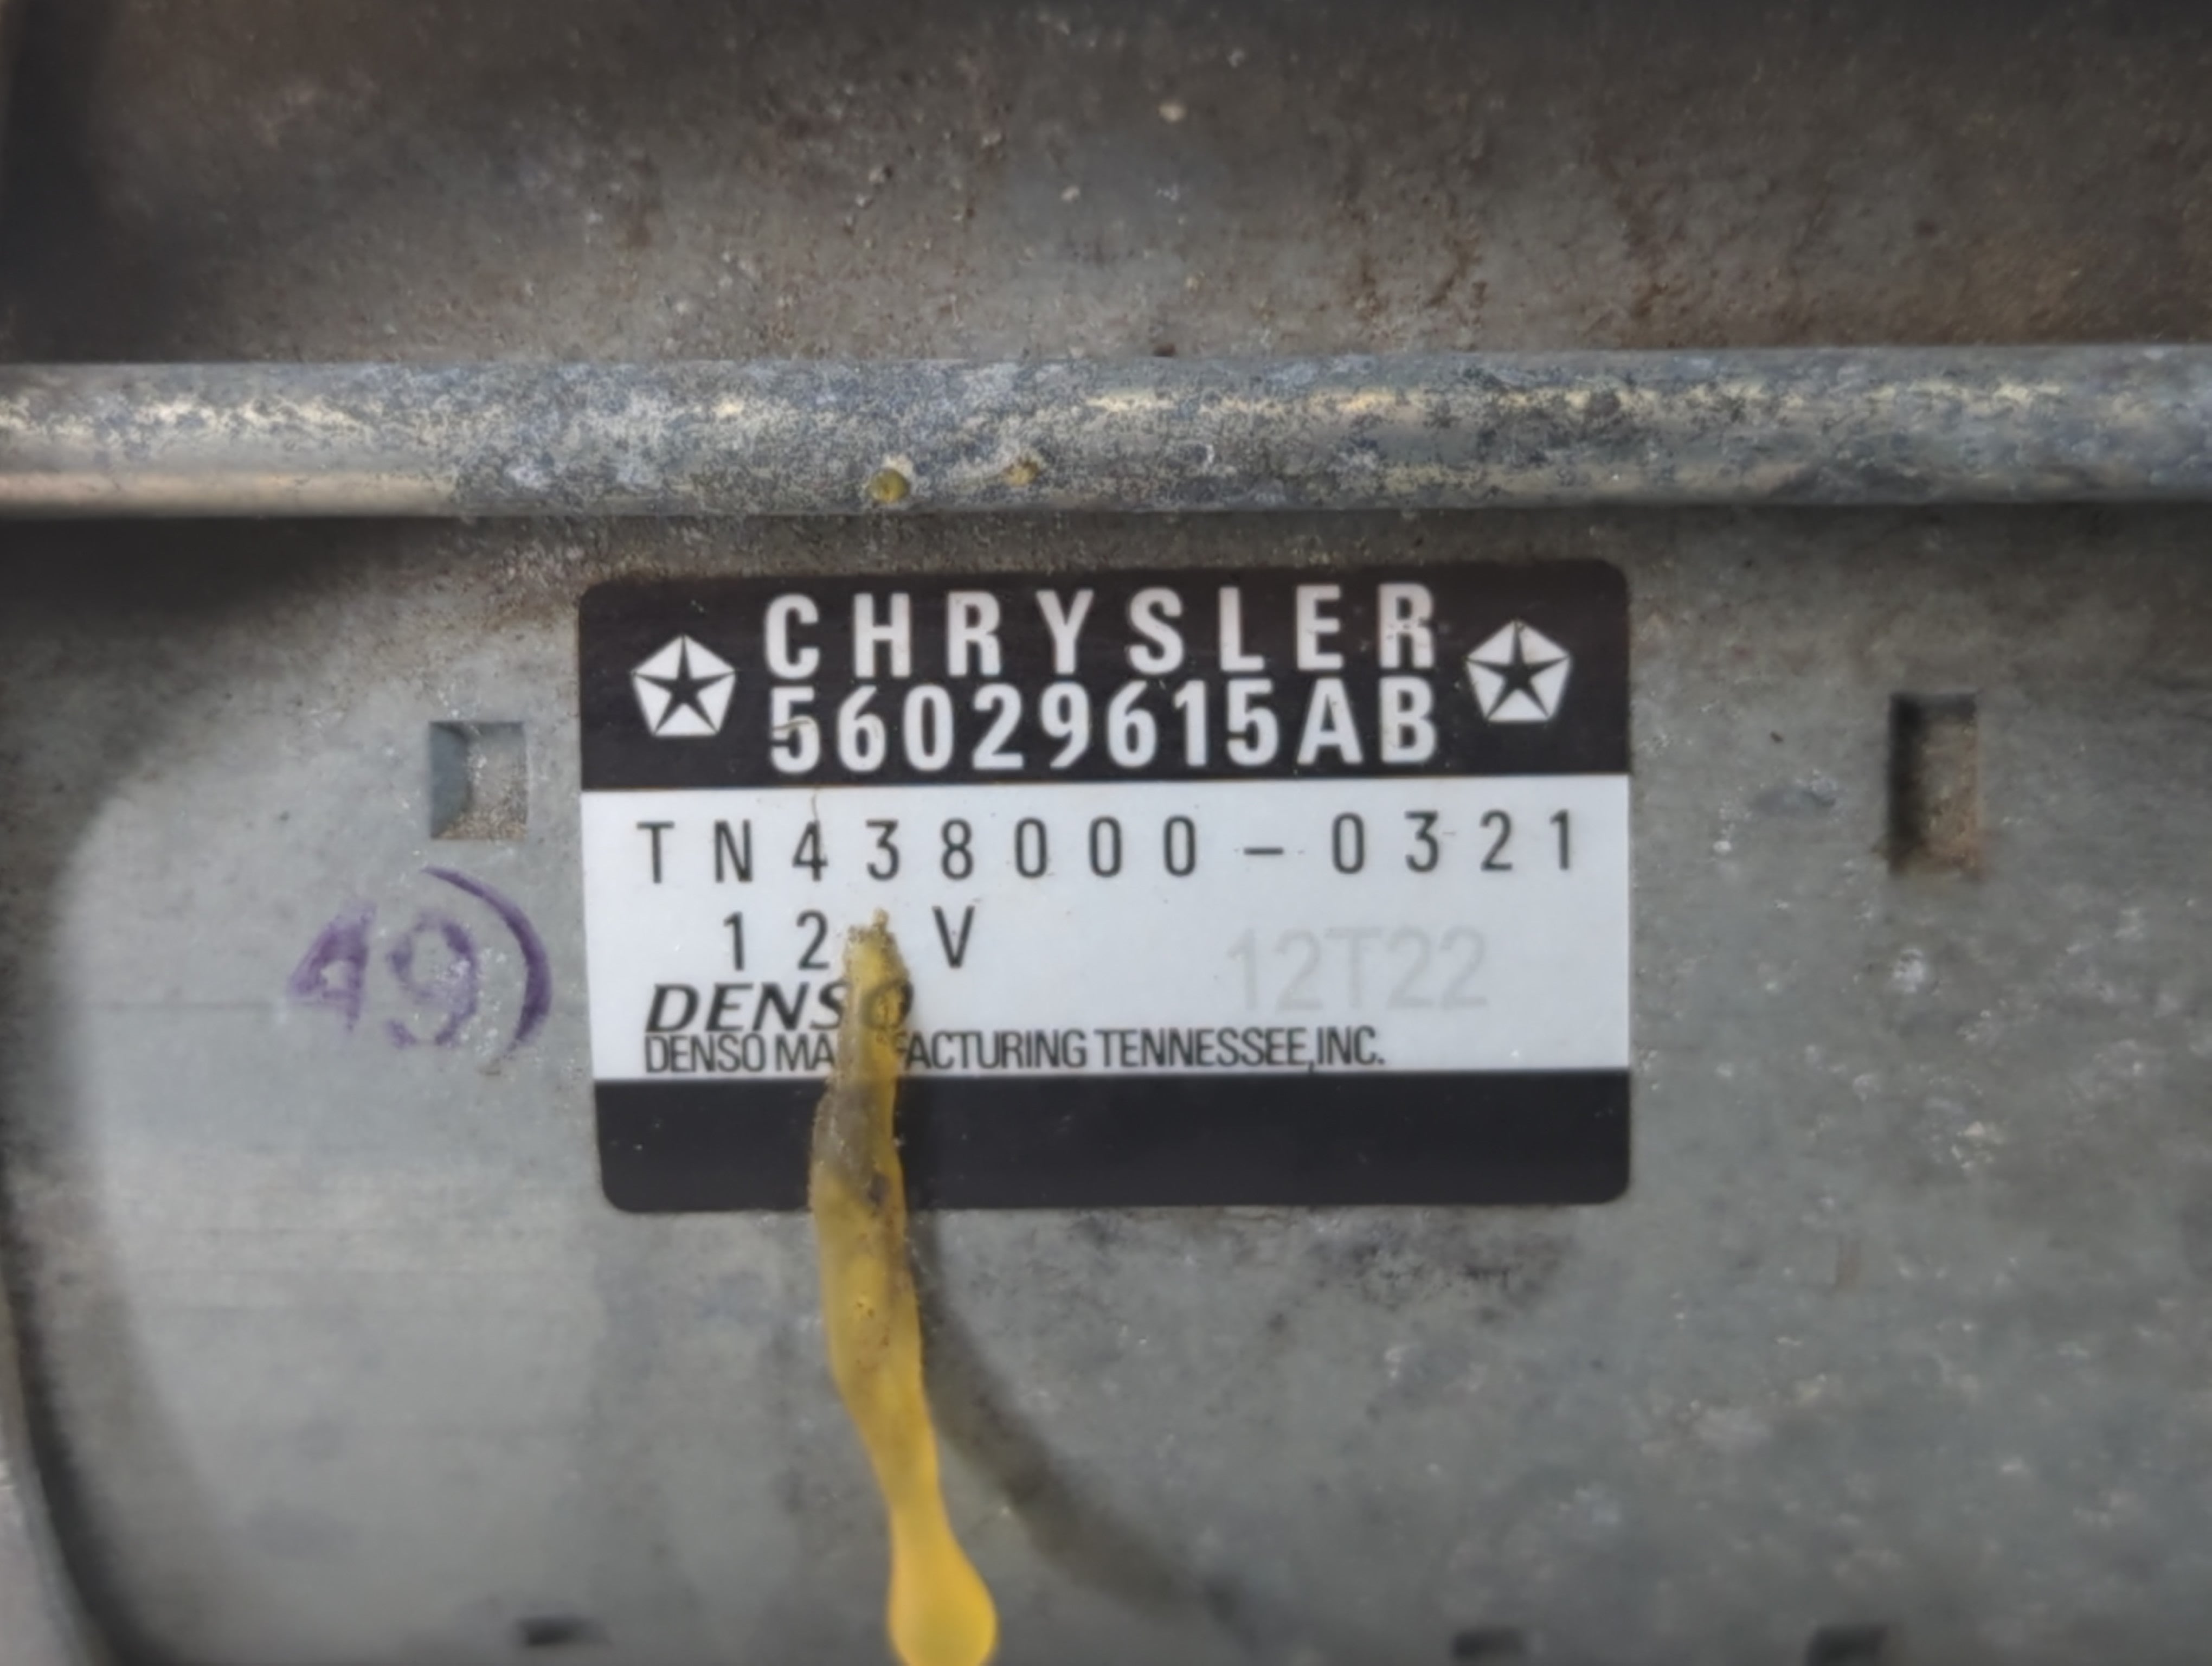 CHRYSLER
56029615AB
TN438000-0321
12 V
12T22
DENSO
DENSO MANUFACTURING TENNESSEE, INC.
49)